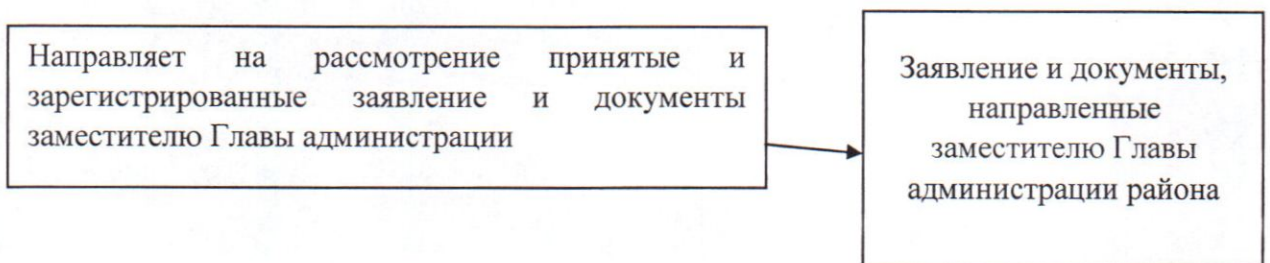 Направляет на рассмотрение принятые и
зарегистрированные заявление и документы
заместителю Главы администрации
Заявление и документы,
направленные
заместителю Главы
администрации района